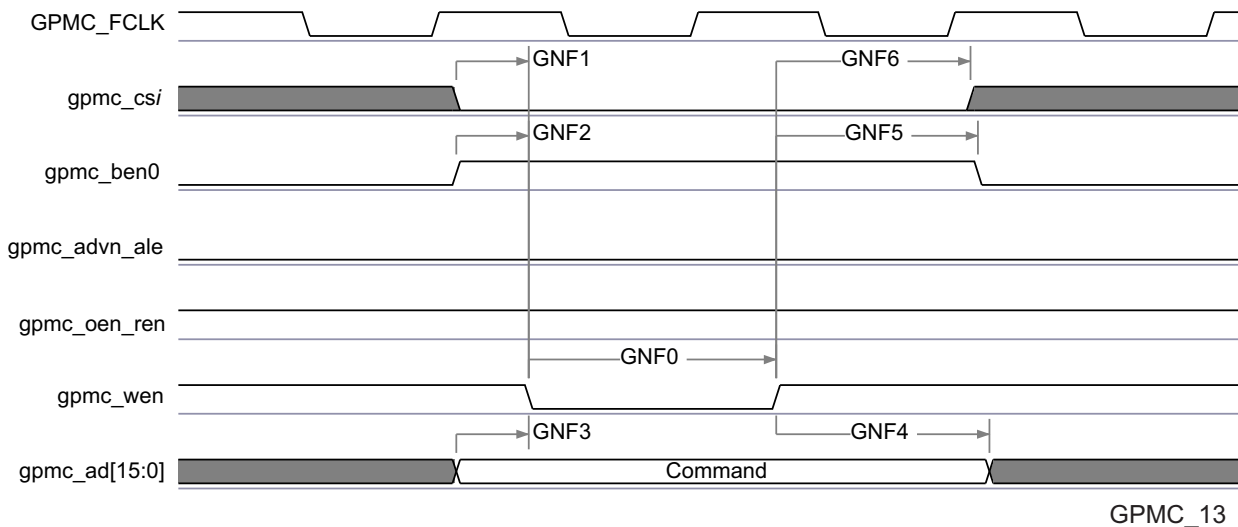 GPMC_FCLK
GNF1
GNF6
gpmc_csi
GNF2
GNF5
gpmc_ben0
gpmc_advn_ale
gpmc_oen_ren
GNF0
gpmc_wen
GNF3
GNF4
gpmc_ad[15:0]
Command
GPMC_13